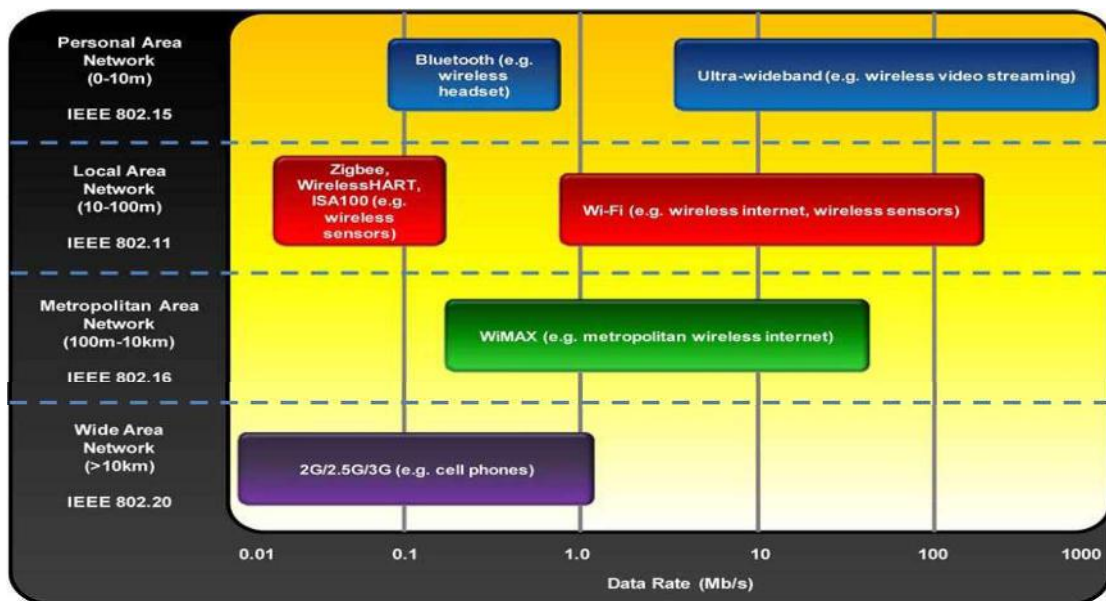 Personal Area
Network
(0-10m)
IEEE 802.15
Bluetooth (e.g.
wireless
headset)
Ultra-wideband (e.g. wireless video streaming)
Local Area
Network
(10-100m)
IEEE 802.11
Zigbee,
WirelessHART,
ISA100 (e.g.
wireless
sensors)
Wi-Fi (e.g. wireless internet, wireless sensors)
Metropolitan Area
Network
(100m-10km)
IEEE 802.16
WiMAX (e.g. metropolitan wireless internet)
Wide Area
Network
(>10km)
IEEE 802.20
2G/2.5G/3G (e.g. cell phones)
0.01 0.1 1.0 10 100 1000
Data Rate (Mb/s)